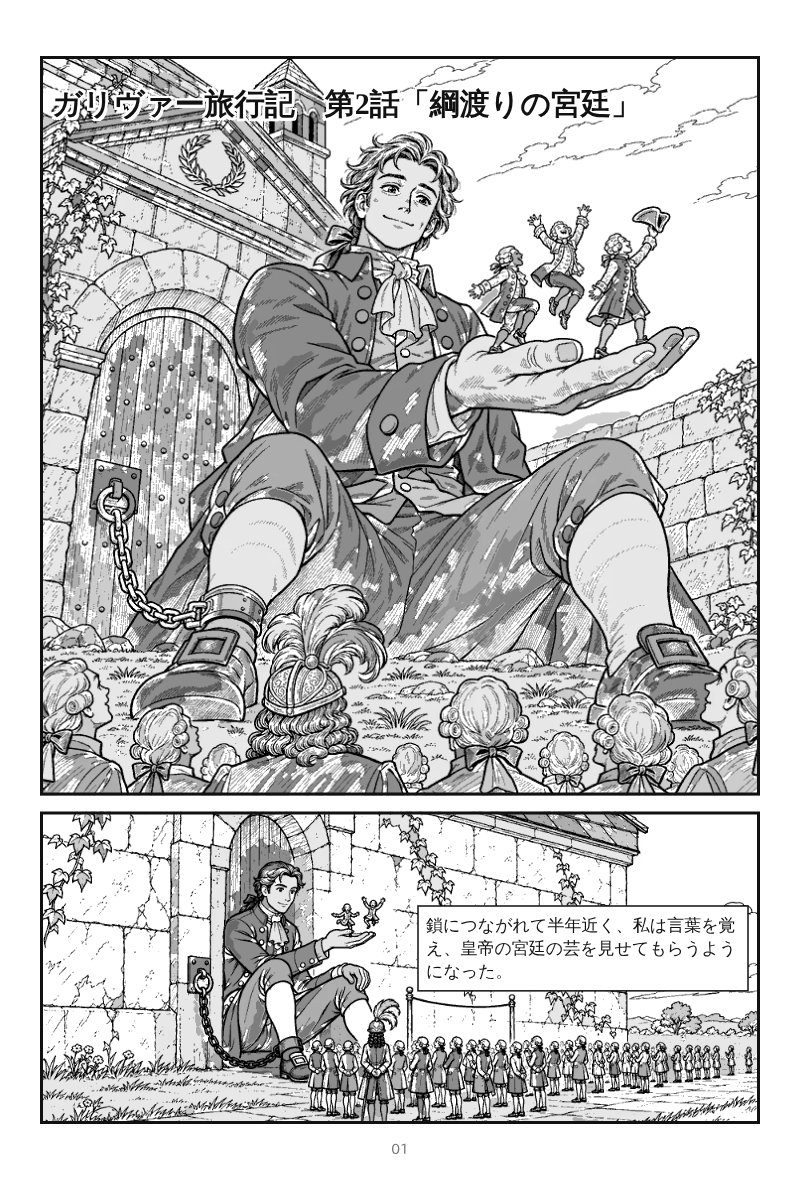 ガリヴァー旅行記　第2話「綱渡りの宮廷」
鎖につながれて半年近く、私は言葉を覚
え、皇帝の宮廷の芸を見せてもらうよう
になった。
01